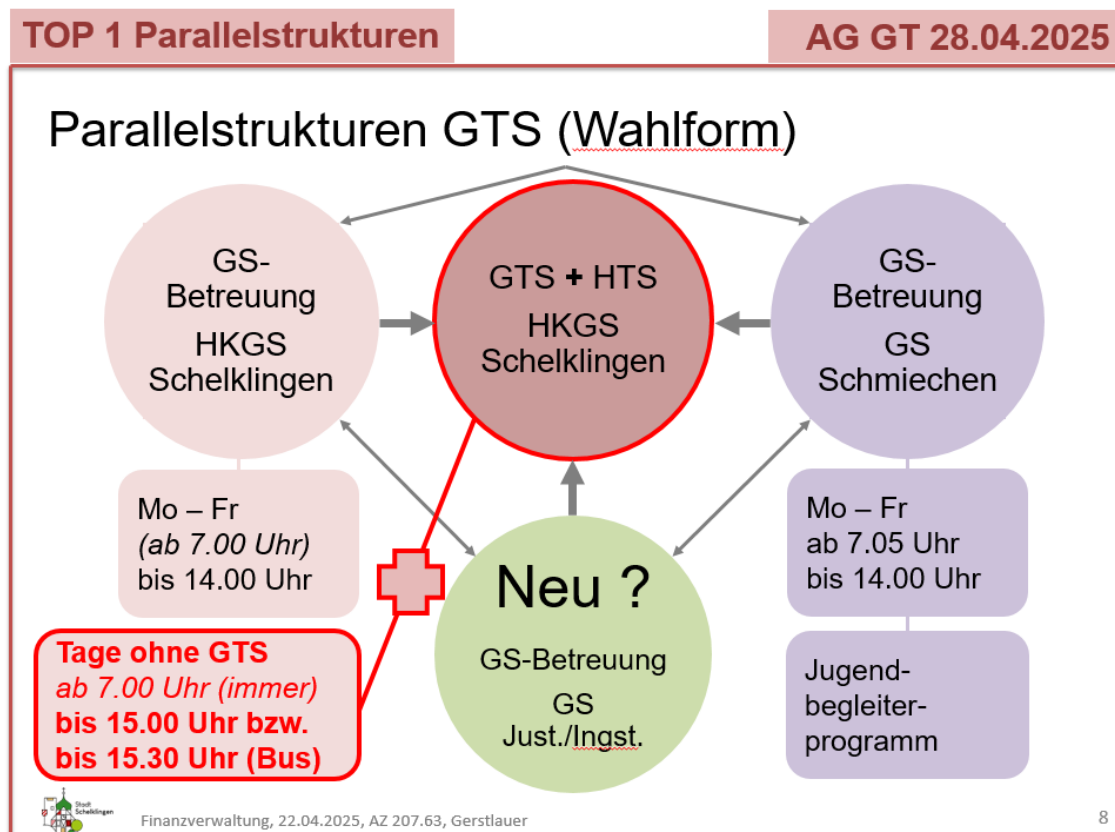 TOP 1 Parallelstrukturen
AG GT 28.04.2025
Parallelstrukturen GTS (Wahlform)
GS-
Betreuung
HKGS
Schelklingen
GTS + HTS
HKGS
Schelklingen
GS-
Betreuung
GS
Schmiechen
Mo – Fr
(ab 7.00 Uhr)
bis 14.00 Uhr
Mo – Fr
ab 7.05 Uhr
bis 14.00 Uhr
Neu ?
GS-Betreuung
GS
Just./Ingst.
Tage ohne GTS
ab 7.00 Uhr (immer)
bis 15.00 Uhr bzw.
bis 15.30 Uhr (Bus)
Jugend-
begleiter-
programm
Stadt
Schelklingen
Finanzverwaltung, 22.04.2025, AZ 207.63, Gerstlauer
8